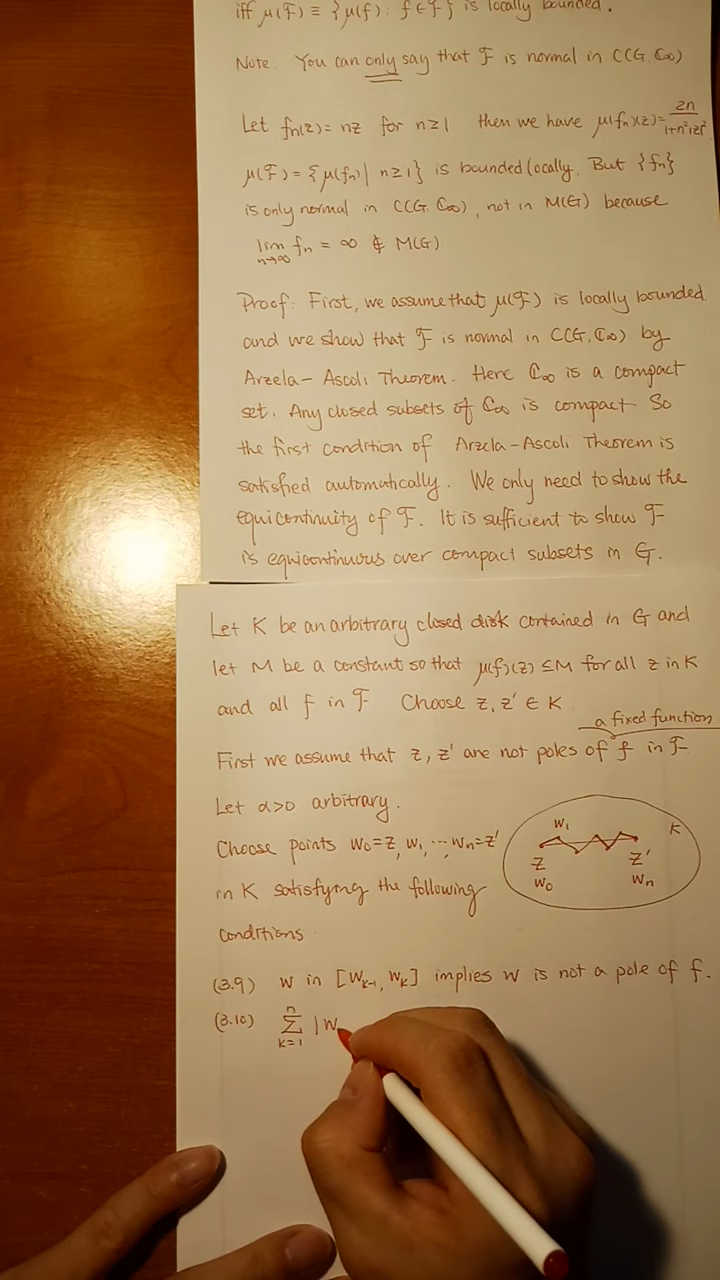 iff μ(F) ≡ {μ(f) : f ∈ F} is locally bounded.
Note: You can only say that F is normal in C(G, C∞)
Let fn(z) = nz for n ≥ 1 then we have μ(fn)(z) = 2n / 1+n²|z|²
μ(F) = {μ(fn) | n ≥ 1} is bounded locally. But {fn}
is only normal in C(G, C∞), not in M(G) because
lim n→∞ fn = ∞ ∉ M(G)
Proof: First, we assume that μ(F) is locally bounded
and we show that F is normal in C(G, C∞) by
Arzela - Ascoli Theorem. Here C∞ is a compact
set. Any closed subsets of C∞ is compact So
the first condition of Arzela - Ascoli Theorem is
satisfied automatically. We only need to show the
equicontinuity of F. It is sufficient to show F
is equicontinuous over compact subsets in G.
Let K be an arbitrary closed disk contained in G and
let M be a constant so that μ(f)(z) ≤ M for all z in K
and all f in F Choose z, z' ∈ K.
a fixed function
First we assume that z, z' are not poles of f in F
Let α>0 arbitrary.
Choose points w0 = z, w1, ..., wn = z'
in K satisfying the following
conditions
w1 K
z z'
w0 wn
(3.9) w in [wk-1, wk] implies w is not a pole of f.
(3.10) n Σ k=1 |w